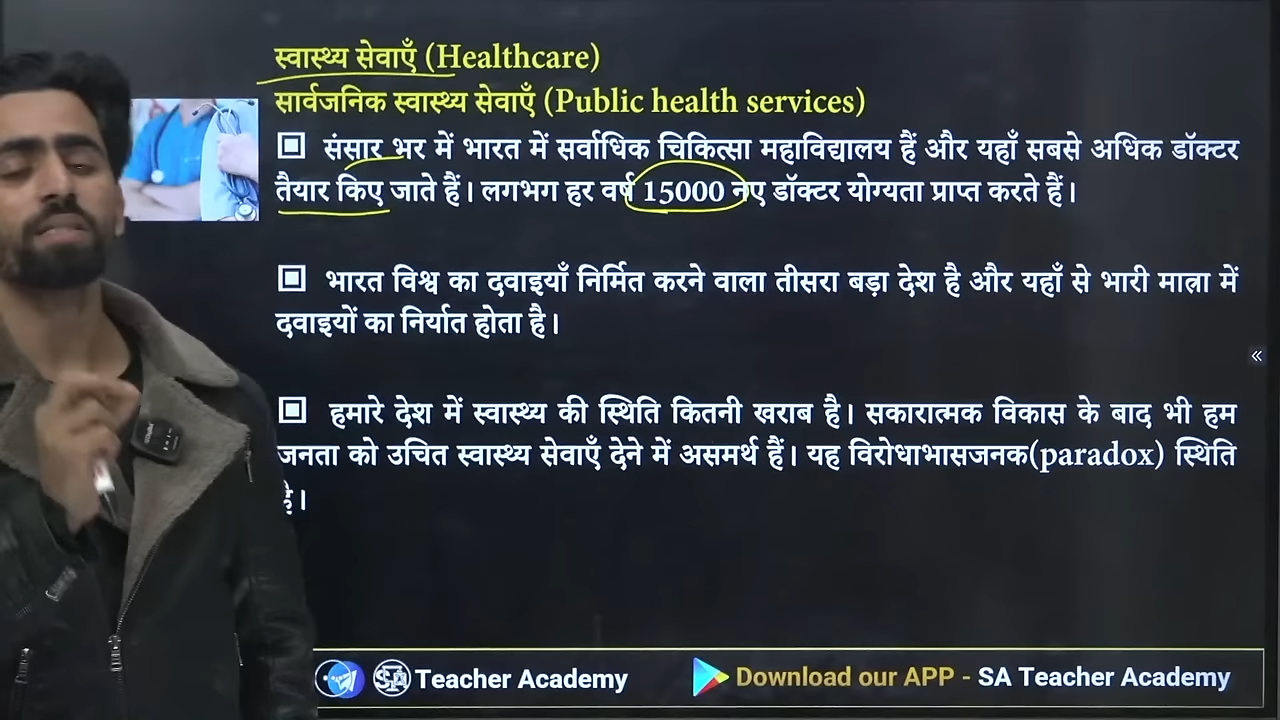 स्वास्थ्य सेवाएँ (Healthcare)
सार्वजनिक स्वास्थ्य सेवाएँ (Public health services)
संसार भर में भारत में सर्वाधिक चिकित्सा महाविद्यालय हैं और यहाँ सबसे अधिक डॉक्टर
तैयार किए जाते हैं। लगभग हर वर्ष 15000 नए डॉक्टर योग्यता प्राप्त करते हैं।
भारत विश्व का दवाइयाँ निर्मित करने वाला तीसरा बड़ा देश है और यहाँ से भारी मात्रा में
दवाइयों का निर्यात होता है।
हमारे देश में स्वास्थ्य की स्थिति कितनी खराब है। सकारात्मक विकास के बाद भी हम
जनता को उचित स्वास्थ्य सेवाएँ देने में असमर्थ हैं। यह विरोधाभासजनक(paradox) स्थिति
है।
«
SA Teacher Academy
Download our APP - SA Teacher Academy